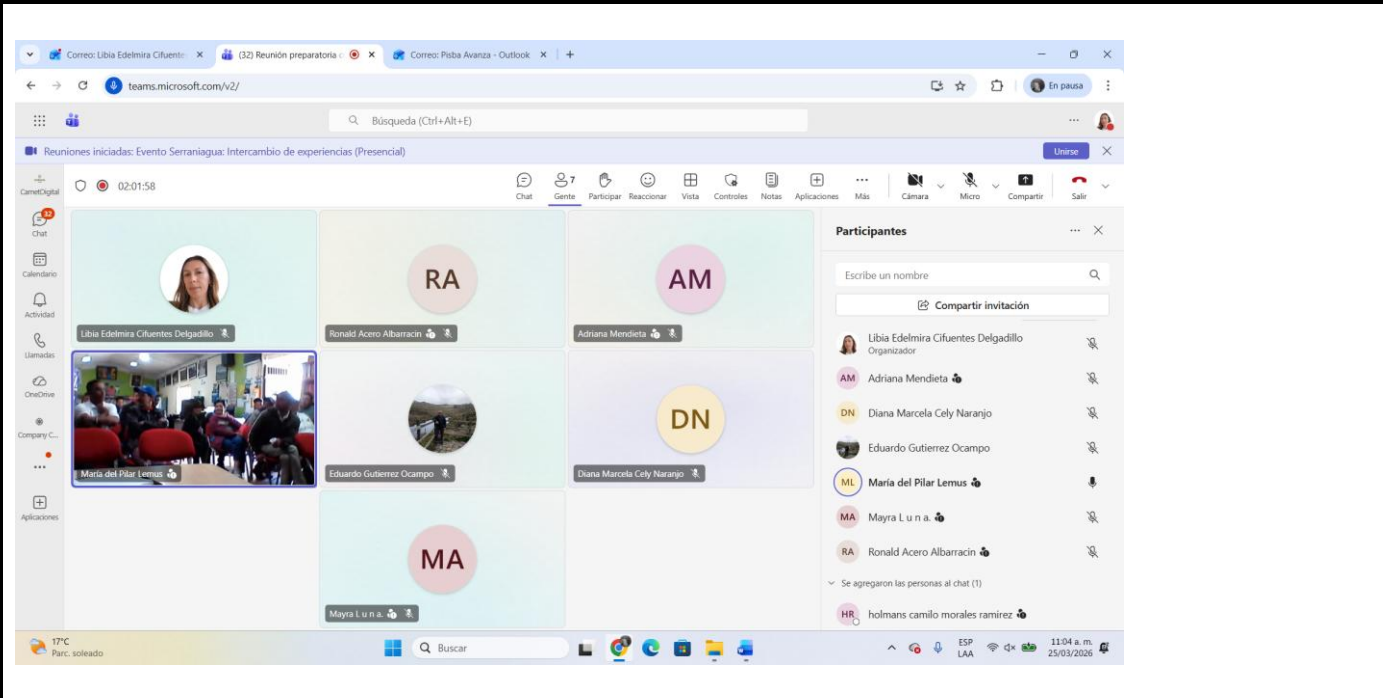 Correo: Libia Edelmira Cifuente
(32) Reunión preparatoria c
Correo: Pisba Avanza - Outlook
teams.microsoft.com/v2/
En pausa
Búsqueda (Ctrl+Alt+E)
Reuniones iniciadas: Evento Serraniagua: Intercambio de experiencias (Presencial)
Unirse
CarnetDigital
02:01:58
Chat
7
Gente
Participar
Reaccionar
Vista
Controles
Notas
Aplicaciones
Más
Cámara
Micro
Compartir
Salir
32
Chat
Calendario
Actividad
Llamadas
OneDrive
Company C...
Aplicaciones
Libia Edelmira Cifuentes Delgadillo
RA
Ronald Acero Albarracin
AM
Adriana Mendieta
María del Pilar Lemus
Eduardo Gutierrez Ocampo
DN
Diana Marcela Cely Naranjo
MA
Mayra L u n a.
Participantes
Escribe un nombre
Compartir invitación
Libia Edelmira Cifuentes Delgadillo
Organizador
AM Adriana Mendieta
DN Diana Marcela Cely Naranjo
Eduardo Gutierrez Ocampo
ML María del Pilar Lemus
MA Mayra L u n a.
RA Ronald Acero Albarracin
Se agregaron las personas al chat (1)
HR holmans camilo morales ramirez
17°C
Parc. soleado
Buscar
ESP
LAA
11:04 a. m.
25/03/2026